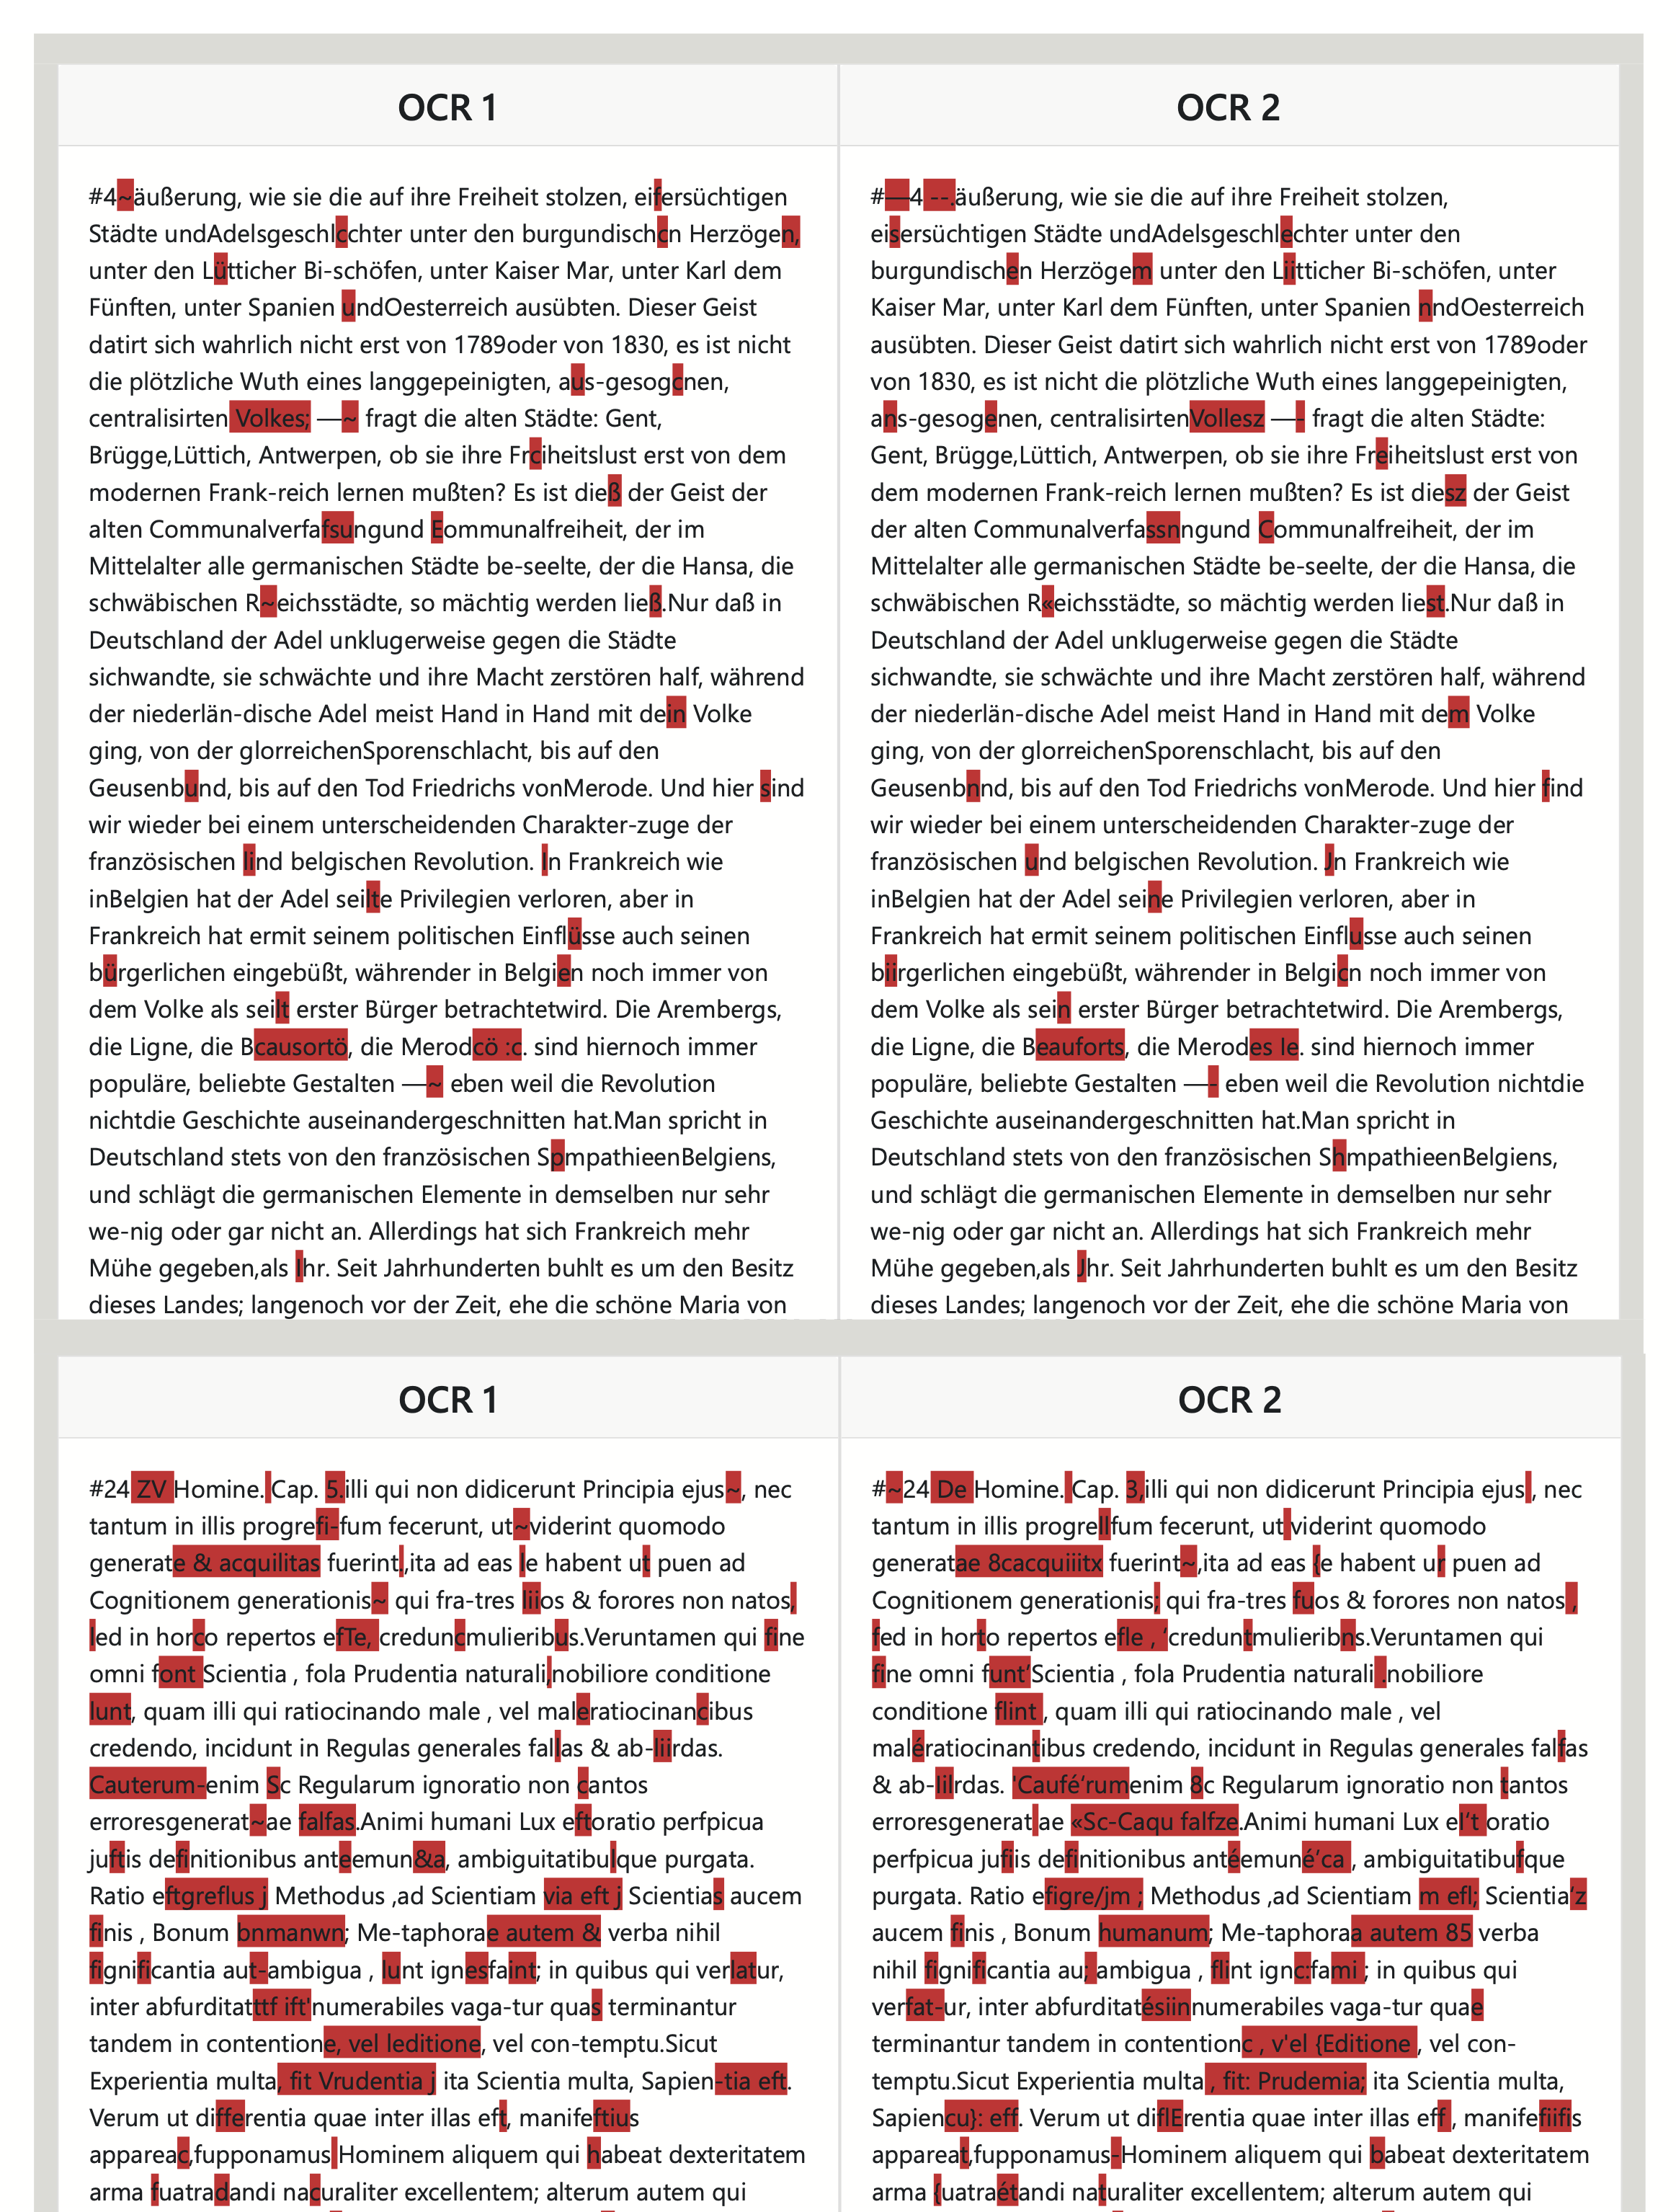 OCR 1
#4~äußerung, wie sie die auf ihre Freiheit stolzen, eifersüchtigen
Städte undAdelsgeschlcchter unter den burgundischcn Herzögen,
unter den Lütticher Bi-schöfen, unter Kaiser Mar, unter Karl dem
Fünften, unter Spanien undOesterreich ausübten. Dieser Geist
datirt sich wahrlich nicht erst von 1789oder von 1830, es ist nicht
die plötzliche Wuth eines langgepeinigten, aus-gesogcnen,
centralisirten Volkes; —~ fragt die alten Städte: Gent,
Brügge,Lüttich, Antwerpen, ob sie ihre Frciheitslust erst von dem
modernen Frank-reich lernen mußten? Es ist dieß der Geist der
alten Communalverfafsungund Eommunalfreiheit, der im
Mittelalter alle germanischen Städte be-seelte, der die Hansa, die
schwäbischen R~eichsstädte, so mächtig werden ließ.Nur daß in
Deutschland der Adel unklugerweise gegen die Städte
sichwandte, sie schwächte und ihre Macht zerstören half, während
der niederlän-dische Adel meist Hand in Hand mit dein Volke
ging, von der glorreichenSporenschlacht, bis auf den
Geusenbund, bis auf den Tod Friedrichs vonMerode. Und hier sind
wir wieder bei einem unterscheidenden Charakter-zuge der
französischen lind belgischen Revolution. In Frankreich wie
inBelgien hat der Adel seilte Privilegien verloren, aber in
Frankreich hat ermit seinem politischen Einflüsse auch seinen
bürgerlichen eingebüßt, währender in Belgien noch immer von
dem Volke als seilt erster Bürger betrachtetwird. Die Arembergs,
die Ligne, die Bcausortö, die Merodcö :c. sind hiernoch immer
populäre, beliebte Gestalten —~ eben weil die Revolution
nichtdie Geschichte auseinandergeschnitten hat.Man spricht in
Deutschland stets von den französischen SpmpathieenBelgiens,
und schlägt die germanischen Elemente in demselben nur sehr
we-nig oder gar nicht an. Allerdings hat sich Frankreich mehr
Mühe gegeben,als Ihr. Seit Jahrhunderten buhlt es um den Besitz
dieses Landes; langenoch vor der Zeit, ehe die schöne Maria von
OCR 2
#—4 --.äußerung, wie sie die auf ihre Freiheit stolzen,
eisersüchtigen Städte undAdelsgeschlechter unter den
burgundischen Herzögem unter den Liitticher Bi-schöfen, unter
Kaiser Mar, unter Karl dem Fünften, unter Spanien nndOesterreich
ausübten. Dieser Geist datirt sich wahrlich nicht erst von 1789oder
von 1830, es ist nicht die plötzliche Wuth eines langgepeinigten,
ans-gesogenen, centralisirtenVollesz —- fragt die alten Städte:
Gent, Brügge,Lüttich, Antwerpen, ob sie ihre Freiheitslust erst von
dem modernen Frank-reich lernen mußten? Es ist diesz der Geist
der alten Communalverfassnngund Communalfreiheit, der im
Mittelalter alle germanischen Städte be-seelte, der die Hansa, die
schwäbischen R«eichsstädte, so mächtig werden liest.Nur daß in
Deutschland der Adel unklugerweise gegen die Städte
sichwandte, sie schwächte und ihre Macht zerstören half, während
der niederlän-dische Adel meist Hand in Hand mit dem Volke
ging, von der glorreichenSporenschlacht, bis auf den
Geusenbnnd, bis auf den Tod Friedrichs vonMerode. Und hier find
wir wieder bei einem unterscheidenden Charakter-zuge der
französischen und belgischen Revolution. Jn Frankreich wie
inBelgien hat der Adel seine Privilegien verloren, aber in
Frankreich hat ermit seinem politischen Einflusse auch seinen
biirgerlichen eingebüßt, währender in Belgicn noch immer von
dem Volke als sein erster Bürger betrachtetwird. Die Arembergs,
die Ligne, die Beauforts, die Merodes le. sind hiernoch immer
populäre, beliebte Gestalten —- eben weil die Revolution nichtdie
Geschichte auseinandergeschnitten hat.Man spricht in
Deutschland stets von den französischen ShmpathieenBelgiens,
und schlägt die germanischen Elemente in demselben nur sehr
we-nig oder gar nicht an. Allerdings hat sich Frankreich mehr
Mühe gegeben,als Jhr. Seit Jahrhunderten buhlt es um den Besitz
dieses Landes; langenoch vor der Zeit, ehe die schöne Maria von
OCR 1
#24 ZV Homine. Cap. 5.illi qui non didicerunt Principia ejus~, nec
tantum in illis progrefi-fum fecerunt, ut~viderint quomodo
generate & acquilitas fuerint.,ita ad eas le habent ut puen ad
Cognitionem generationis~ qui fra-tres liios & forores non natos,
led in horco repertos efTe, creduncmulieribus.Veruntamen qui fine
omni font Scientia , fola Prudentia naturali,nobiliore conditione
lunt, quam illi qui ratiocinando male , vel maleratiocinancibus
credendo, incidunt in Regulas generales fallas & ab-liirdas.
Cauterum-enim Sc Regularum ignoratio non cantos
erroresgenerat~ae falfas.Animi humani Lux eftoratio perfpicua
juftis definitionibus anteemun&a, ambiguitatibulque purgata.
Ratio eftgreflus j Methodus ,ad Scientiam via eft j Scientias aucem
finis , Bonum bnmanwn; Me-taphorae autem & verba nihil
fignificantia aut-ambigua , lunt ignesfaint; in quibus qui verlatur,
inter abfurditatttf ift'numerabiles vaga-tur quas terminantur
tandem in contentione, vel leditione, vel con-temptu.Sicut
Experientia multa, fit Vrudentia j ita Scientia multa, Sapien-tia eft.
Verum ut differentia quae inter illas eft, manifeftius
appareac,fupponamus Hominem aliquem qui habeat dexteritatem
arma fuatradandi nacuraliter excellentem; alterum autem qui
OCR 2
#~24 De Homine. Cap. 3,illi qui non didicerunt Principia ejus , nec
tantum in illis progrellfum fecerunt, ut viderint quomodo
generatae 8cacquiiitx fuerint~,ita ad eas {e habent ur puen ad
Cognitionem generationis; qui fra-tres fuos & forores non natos ,
fed in horto repertos efle , ‘creduntmulieribns.Veruntamen qui
fine omni funt‘Scientia , fola Prudentia naturali .nobiliore
conditione flint , quam illi qui ratiocinando male , vel
malératiocinantibus credendo, incidunt in Regulas generales falfas
& ab-lilrdas. 'Caufé‘rumenim 8c Regularum ignoratio non tantos
erroresgenerat ae «Sc-Caqu falfze.Animi humani Lux el‘t oratio
perfpicua jufiis definitionibus antéemuné’ca , ambiguitatibufque
purgata. Ratio efigre/jm ; Methodus ,ad Scientiam m efl; Scientia‘z
aucem finis , Bonum humanum; Me-taphoraa autem 85 verba
nihil fignificantia au; ambigua , flint ignc:fami ; in quibus qui
verfat-ur, inter abfurditatésiinnumerabiles vaga-tur quae
terminantur tandem in contentionc , v'el {Editione , vel con-
temptu.Sicut Experientia multa , fit: Prudemia; ita Scientia multa,
Sapiencu}: eff. Verum ut diflErentia quae inter illas eff , manifefiifis
appareat,fupponamus-Hominem aliquem qui babeat dexteritatem
arma {uatraétandi naturaliter excellentem; alterum autem qui